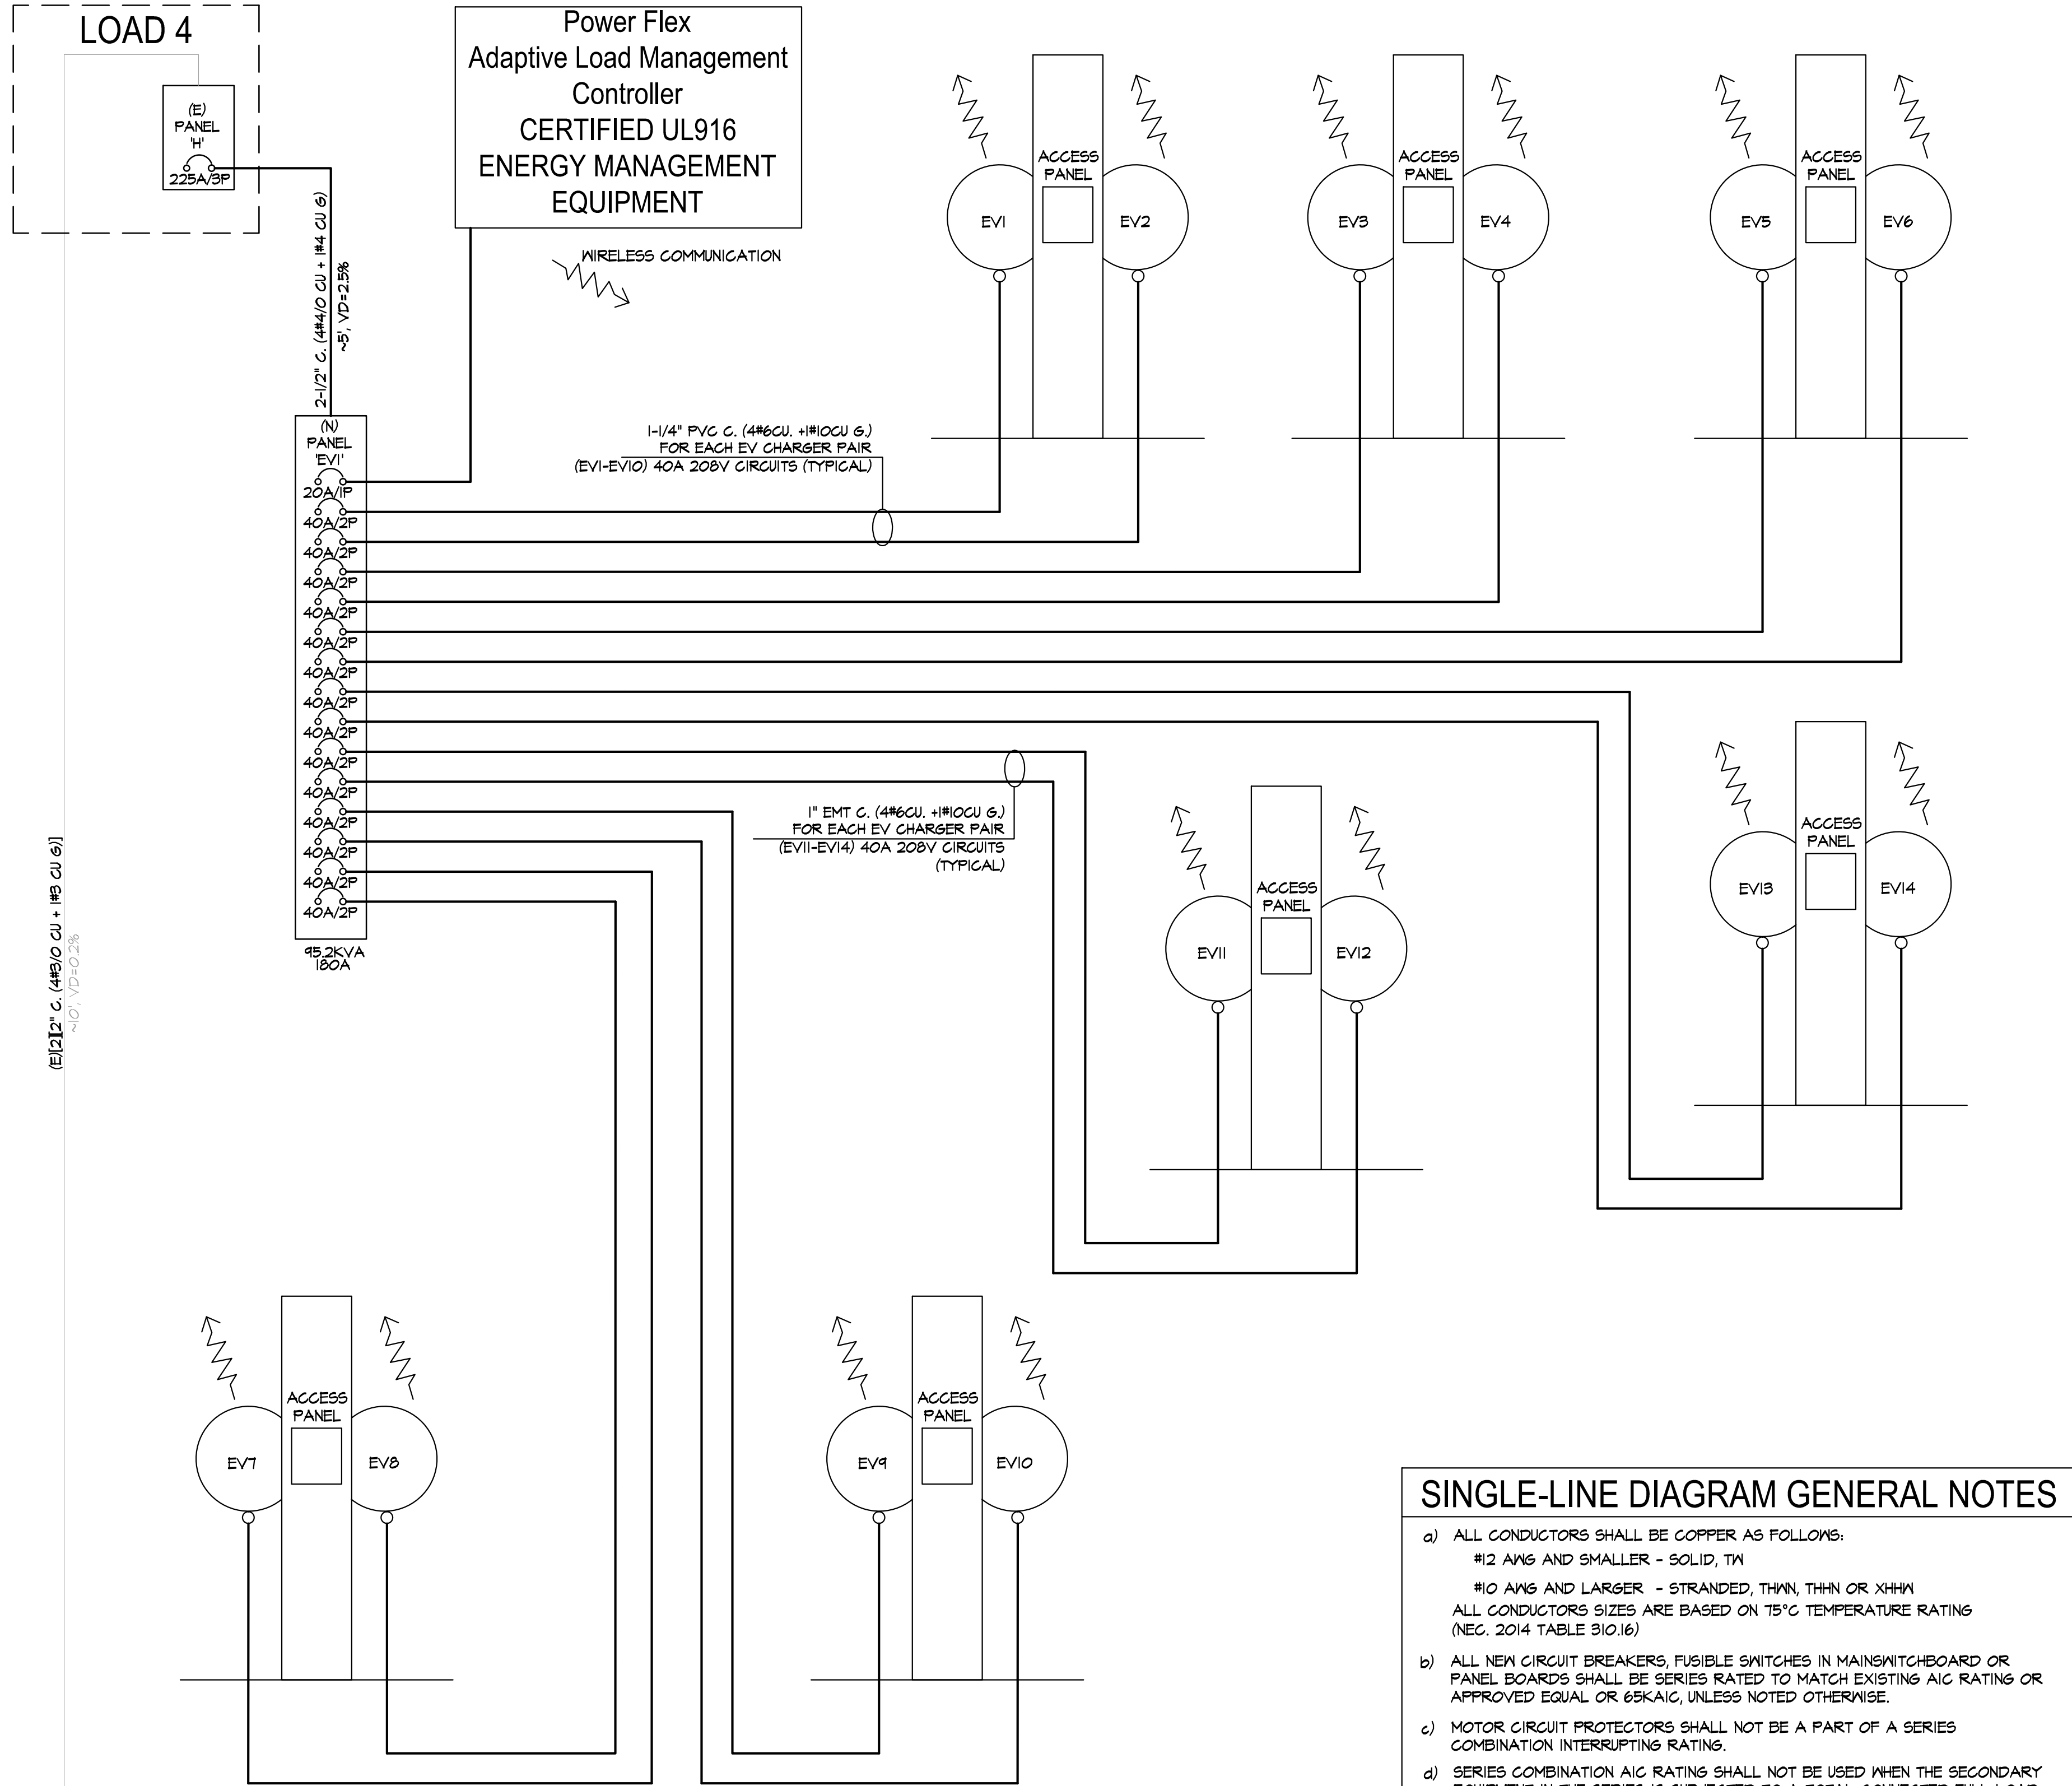 LOAD 4
(E)
PANEL
'H'
225A/3P
2-1/2" C. (4#4/0 CU + 1#4 CU G)
~5', VD=2.5%
Power Flex
Adaptive Load Management
Controller
CERTIFIED UL916
ENERGY MANAGEMENT
EQUIPMENT
WIRELESS COMMUNICATION
ACCESS
PANEL
EV1
EV2
ACCESS
PANEL
EV3
EV4
ACCESS
PANEL
EV5
EV6
(N)
PANEL
'EV1'
20A/1P
40A/2P
40A/2P
40A/2P
40A/2P
40A/2P
40A/2P
40A/2P
40A/2P
40A/2P
40A/2P
40A/2P
40A/2P
40A/2P
40A/2P
95.2KVA
180A
1-1/4" PVC C. (4#6CU. +1#10CU G.)
FOR EACH EV CHARGER PAIR
(EV1-EV10) 40A 208V CIRCUITS (TYPICAL)
1" EMT C. (4#6CU. +1#10CU G.)
FOR EACH EV CHARGER PAIR
(EV11-EV14) 40A 208V CIRCUITS
(TYPICAL)
(E)[2][2" C. (4#3/0 CU + 1#3 CU G)]
~10', VD=0.2%
ACCESS
PANEL
EV11
EV12
ACCESS
PANEL
EV13
EV14
ACCESS
PANEL
EV7
EV8
ACCESS
PANEL
EV9
EV10
SINGLE-LINE DIAGRAM GENERAL NOTES
a) ALL CONDUCTORS SHALL BE COPPER AS FOLLOWS:
#12 AWG AND SMALLER - SOLID, TW
#10 AWG AND LARGER - STRANDED, THWN, THHN OR XHHW
ALL CONDUCTORS SIZES ARE BASED ON 75°C TEMPERATURE RATING
(NEC. 2014 TABLE 310.16)
b) ALL NEW CIRCUIT BREAKERS, FUSIBLE SWITCHES IN MAINSWITCHBOARD OR
PANEL BOARDS SHALL BE SERIES RATED TO MATCH EXISTING AIC RATING OR
APPROVED EQUAL OR 65KAIC, UNLESS NOTED OTHERWISE.
c) MOTOR CIRCUIT PROTECTORS SHALL NOT BE A PART OF A SERIES
COMBINATION INTERRUPTING RATING.
d) SERIES COMBINATION AIC RATING SHALL NOT BE USED WHEN THE SECONDARY